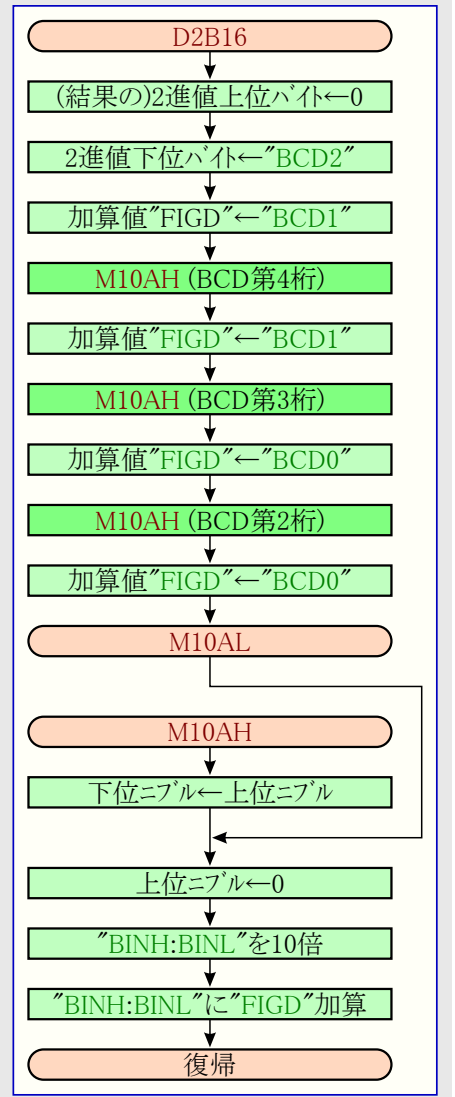 D2B16
(結果の)2進値上位ﾊﾞｲﾄ←0
2進値下位ﾊﾞｲﾄ←"BCD2"
加算値"FIGD"←"BCD1"
M10AH (BCD第4桁)
加算値"FIGD"←"BCD1"
M10AH (BCD第3桁)
加算値"FIGD"←"BCD0"
M10AH (BCD第2桁)
加算値"FIGD"←"BCD0"
M10AL
M10AH
下位ﾆﾌﾞﾙ←上位ﾆﾌﾞﾙ
上位ﾆﾌﾞﾙ←0
"BINH:BINL"を10倍
"BINH:BINL"に"FIGD"加算
復帰